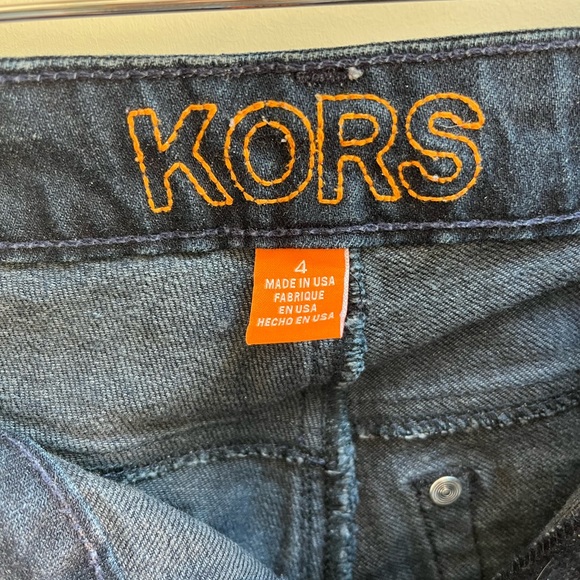 KORS
4
MADE IN USA
FABRIQUE
EN USA
HECHO EN USA